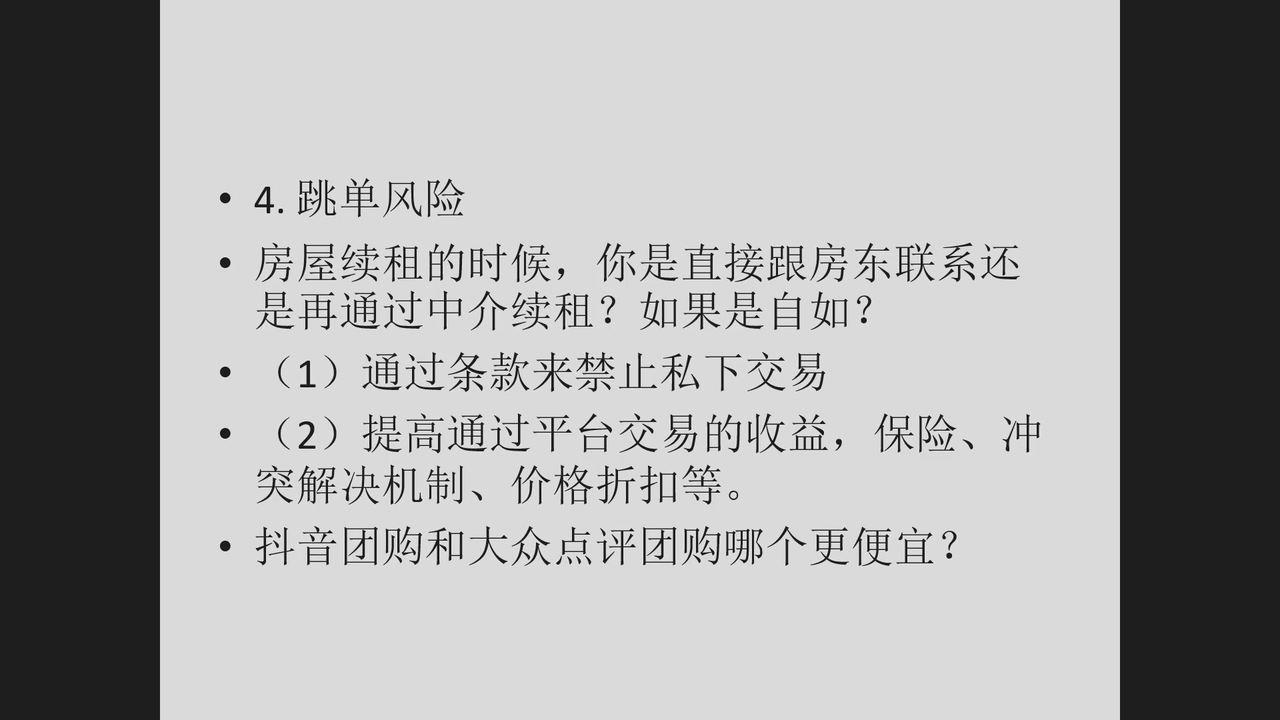 • 4. 跳单风险
• 房屋续租的时候，你是直接跟房东联系还
是再通过中介续租？如果是自如？
• （1）通过条款来禁止私下交易
• （2）提高通过平台交易的收益，保险、冲
突解决机制、价格折扣等。
• 抖音团购和大众点评团购哪个更便宜？